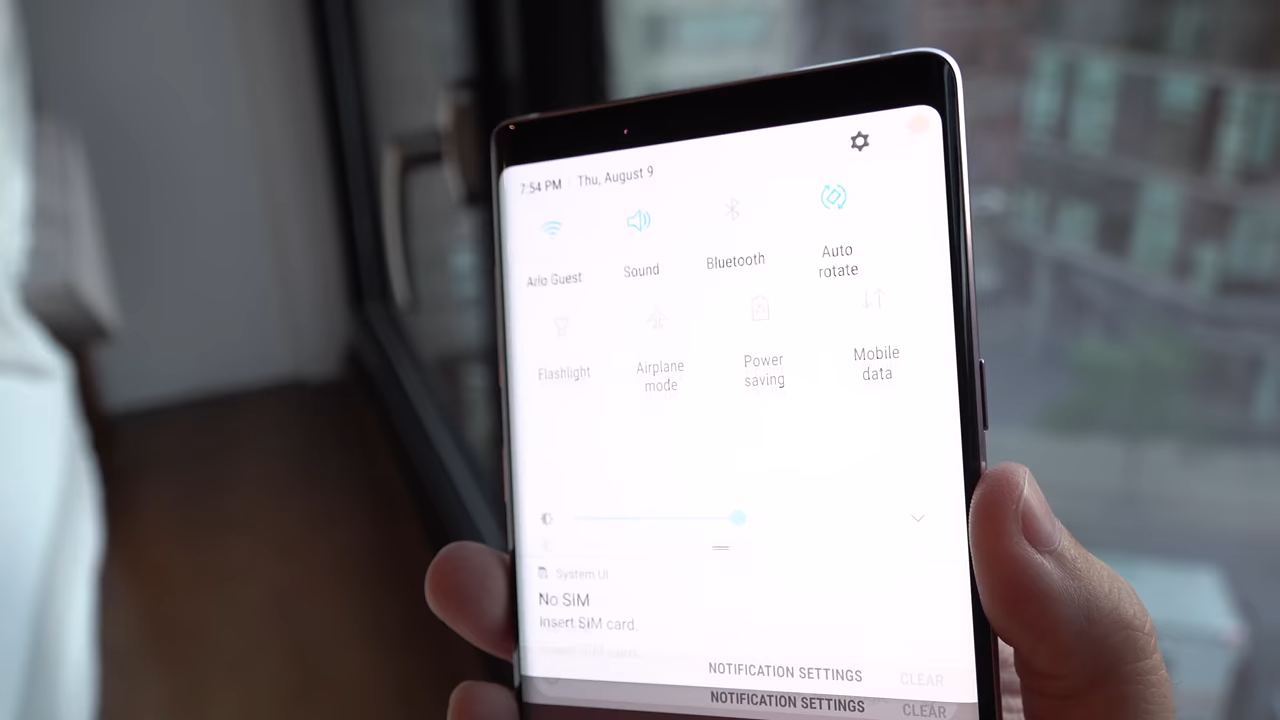 7:54 PM | Thu, August 9
Arlo Guest
Sound
Bluetooth
Auto
rotate
Flashlight
Airplane
mode
Power
saving
Mobile
data
System UI
No SIM
Insert SIM card.
NOTIFICATION SETTINGS CLEAR
NOTIFICATION SETTINGS CLEAR